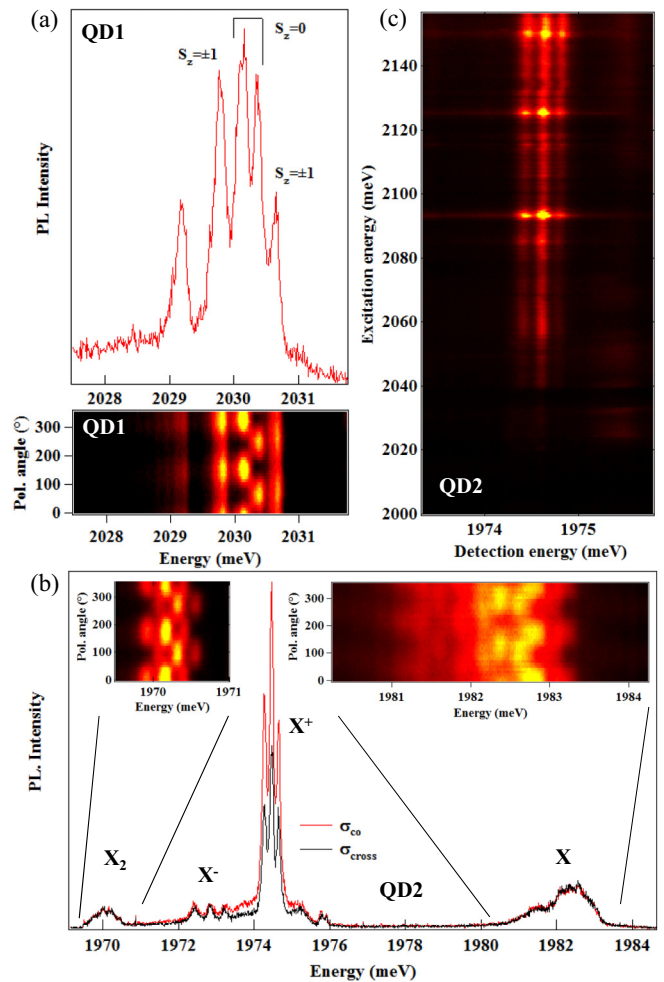 (a)
QD1
S_z=±1
S_z=0
S_z=±1
PL Intensity
2028 2029 2030 2031
QD1
Pol. angle (°)
300
200
100
0
2028 2029 2030 2031
Energy (meV)
(c)
Excitation energy (meV)
2140
2120
2100
2080
2060
2040
2020
2000
QD2
1974 1975
Detection energy (meV)
(b)
PL. Intensity
Pol. angle (°)
300
200
100
0
1970 1971
Energy (meV)
Pol. angle (°)
300
200
100
0
1981 1982 1983 1984
Energy (meV)
X⁺
σ_co
σ_cross
X₂
X⁻
QD2
X
1970 1972 1974 1976 1978 1980 1982 1984
Energy (meV)